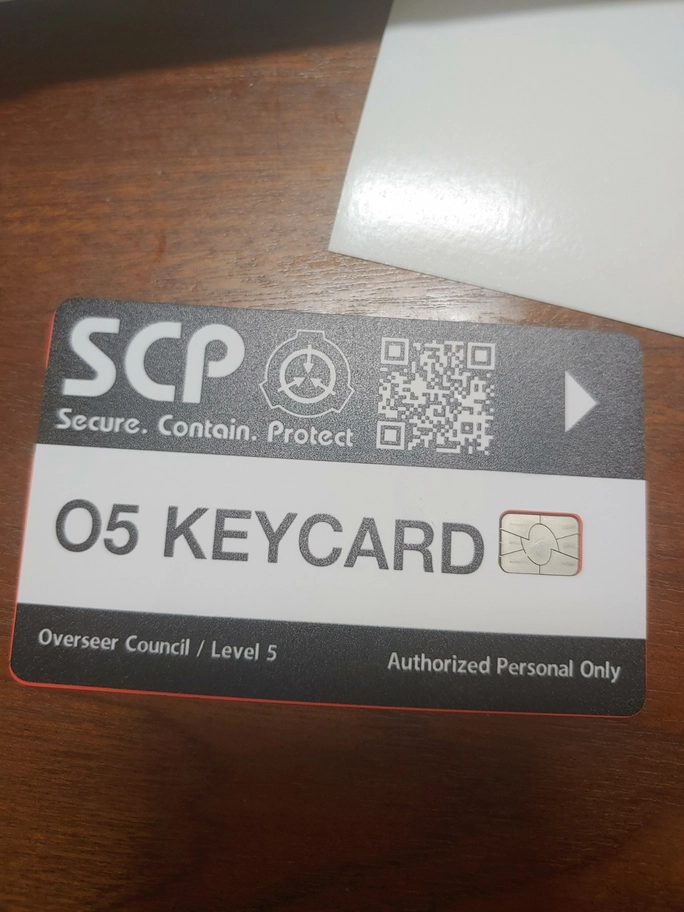 SCP
Secure. Contain. Protect
O5 KEYCARD
Overseer Council / Level 5
Authorized Personal Only